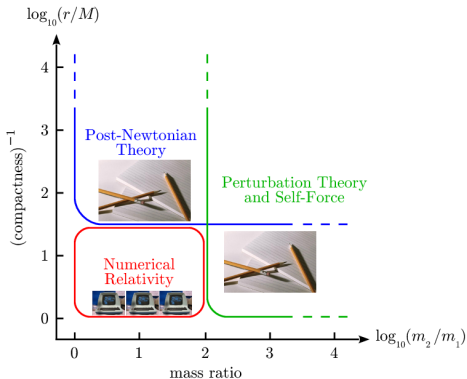 log₁₀(r/M)
4
3
2
1
0
(compactness)⁻¹
Post-Newtonian
Theory
Perturbation Theory
and Self-Force
Numerical
Relativity
0 1 2 3 4
log₁₀(m₂/m₁)
mass ratio